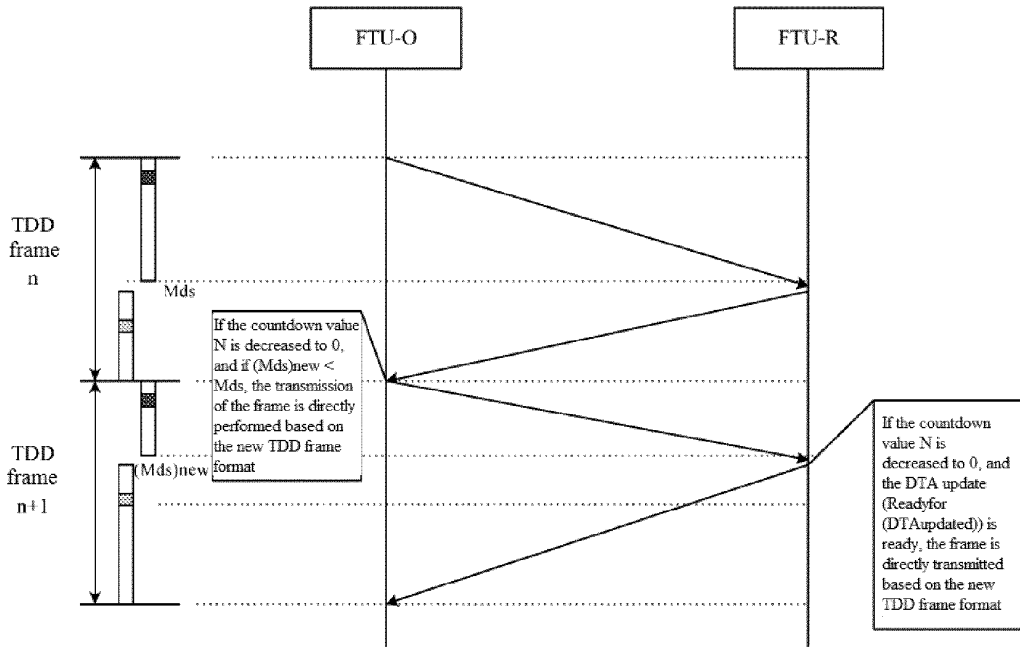 FTU-O
FTU-R
TDD
frame
n
Mds
If the countdown value
N is decreased to 0,
and if (Mds)new <
Mds, the transmission
of the frame is directly
performed based on
the new TDD frame
format
TDD
frame
n+1
(Mds)new
If the countdown
value N is
decreased to 0, and
the DTA update
(Readyfor
(DTAupdated)) is
ready, the frame is
directly transmitted
based on the new
TDD frame format